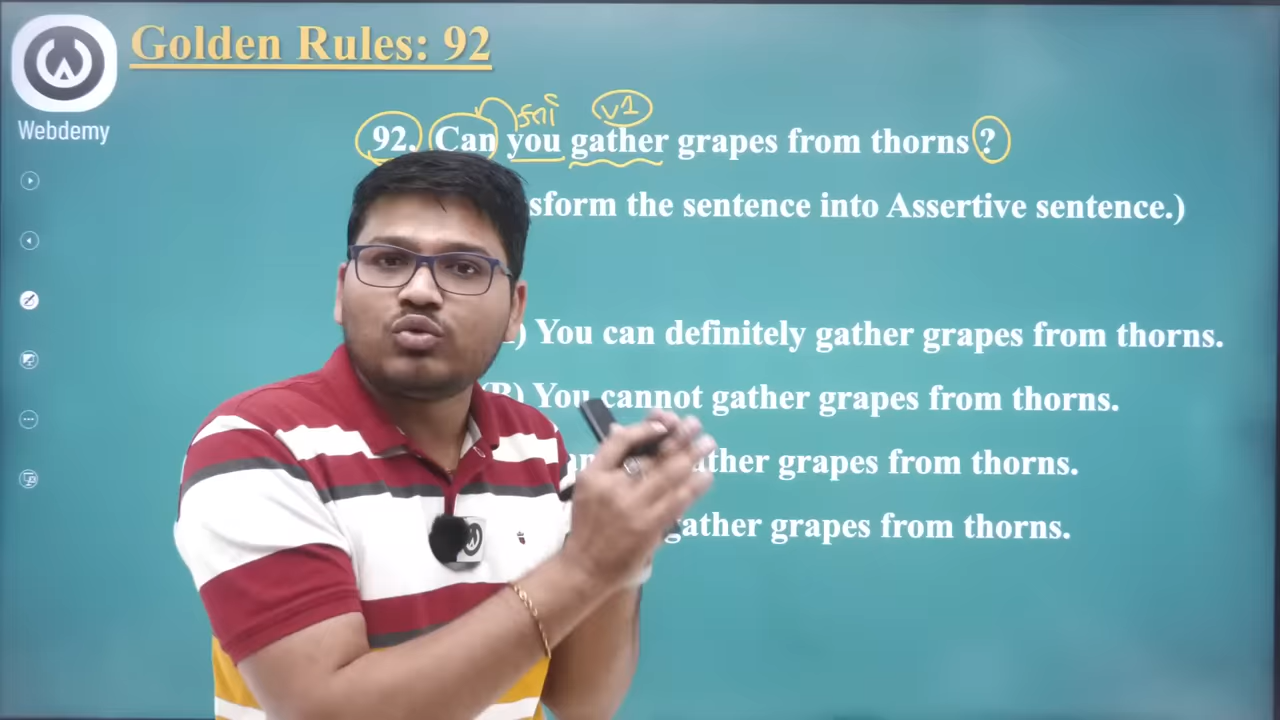 Golden Rules: 92
Webdemy
कर्ता V1
92. Can you gather grapes from thorns ?
sform the sentence into Assertive sentence.)
) You can definitely gather grapes from thorns.
(B) You cannot gather grapes from thorns.
ather grapes from thorns.
gather grapes from thorns.